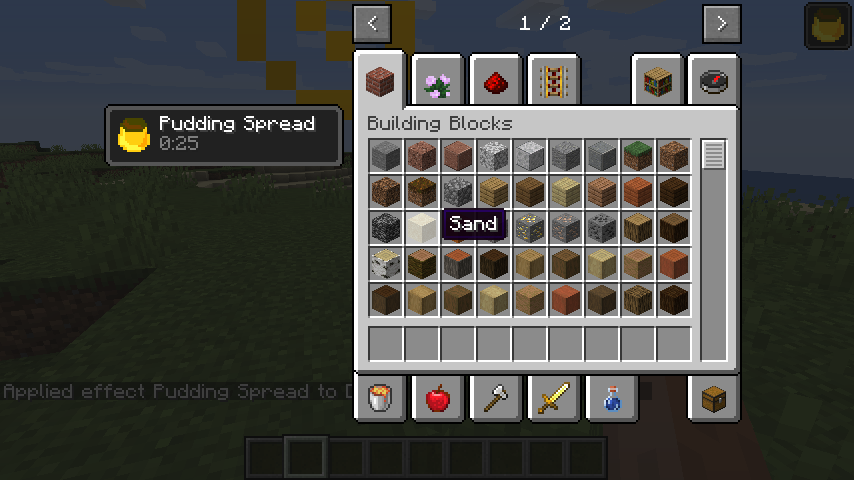 1 / 2
Pudding Spread
0:25
Building Blocks
Sand
Applied effect Pudding Spread to